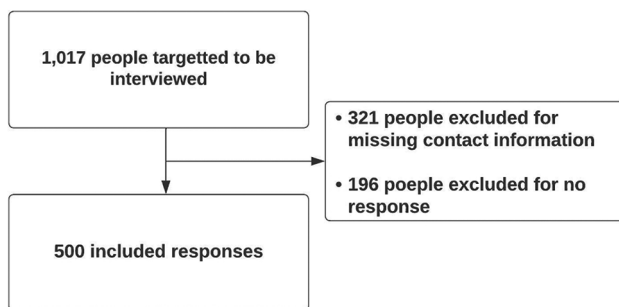 1,017 people targetted to be
interviewed
• 321 people excluded for
missing contact information
• 196 poeple excluded for no
response
500 included responses